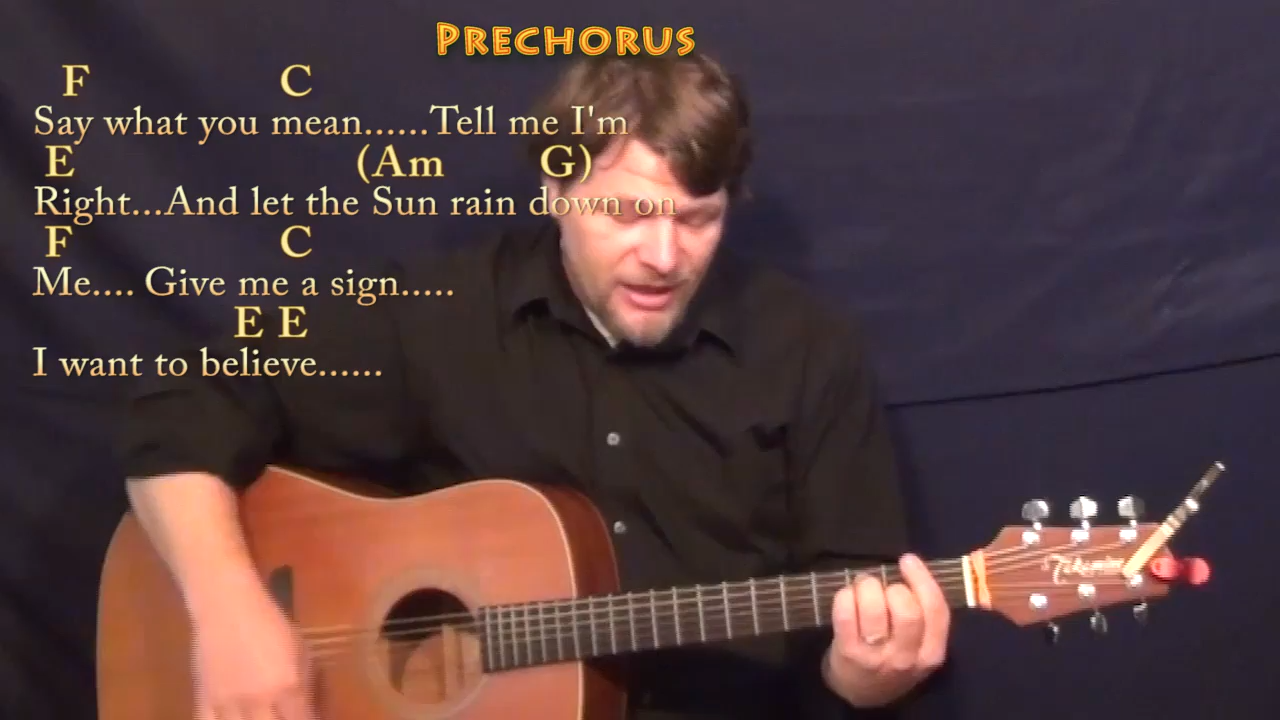 PRECHORUS
F C
Say what you mean......Tell me I'm
E (Am G)
Right...And let the Sun rain down on
F C
Me.... Give me a sign.....
E E
I want to believe......
Takamine